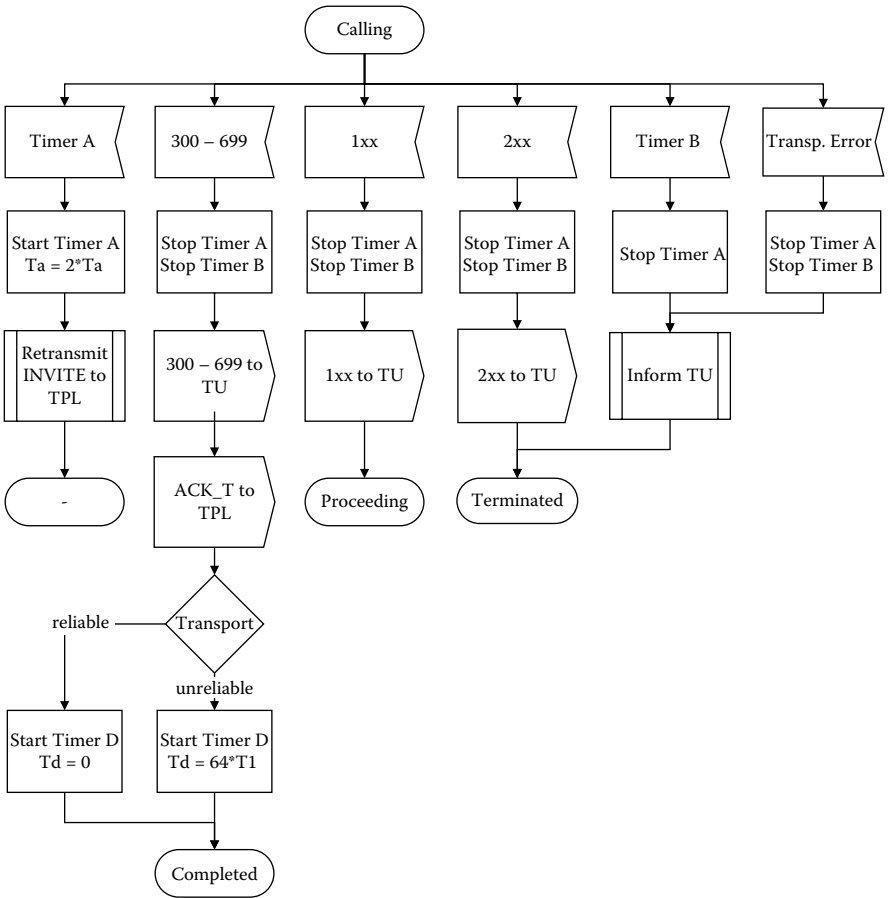 Calling
Timer A
300 – 699
1xx
2xx
Timer B
Transp. Error
Start Timer A
Ta = 2*Ta
Stop Timer A
Stop Timer B
Stop Timer A
Stop Timer B
Stop Timer A
Stop Timer B
Stop Timer A
Stop Timer A
Stop Timer B
Retransmit
INVITE to
TPL
300 – 699 to
TU
1xx to TU
2xx to TU
Inform TU
-
ACK_T to
TPL
Proceeding
Terminated
reliable
Transport
unreliable
Start Timer D
Td = 0
Start Timer D
Td = 64*T1
Completed